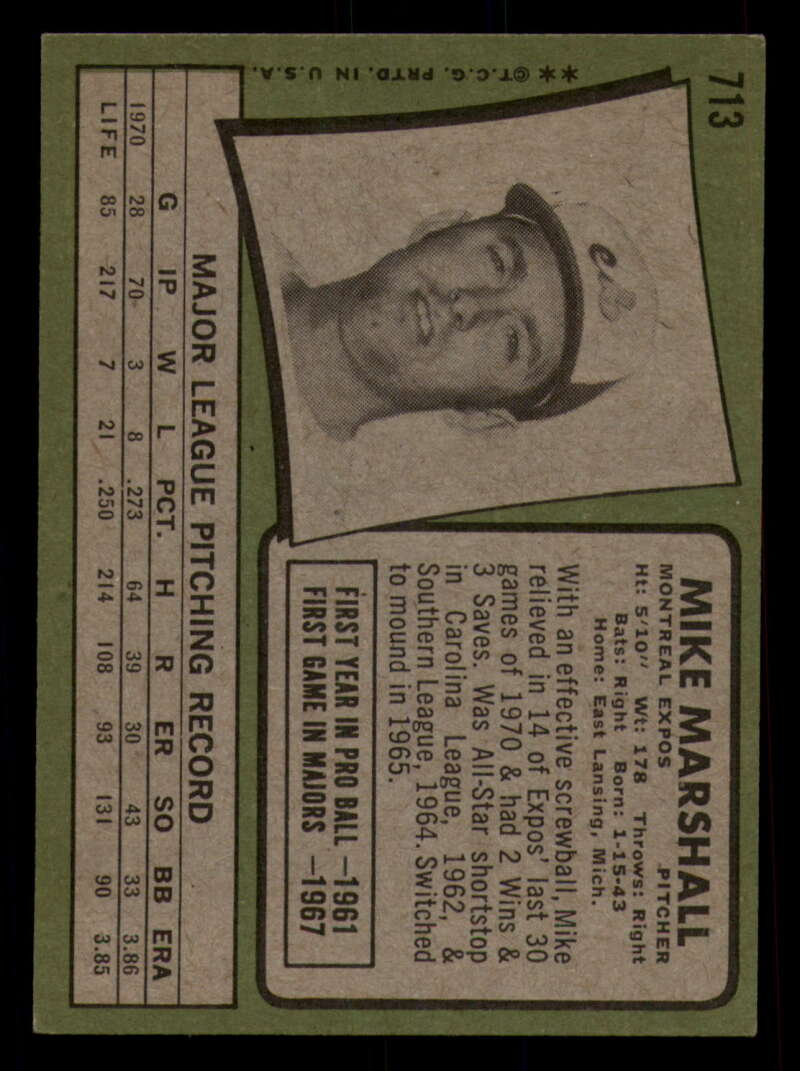 713
**©T.C.G. PRTD. IN U.S.A.
MIKE MARSHALL
MONTREAL EXPOS PITCHER
Ht: 5'10" Wt: 178 Throws: Right
Bats: Right Born: 1-15-43
Home: East Lansing, Mich.
With an effective screwball, Mike
relieved in 14 of Expos' last 30
games of 1970 & had 2 Wins &
3 Saves. Was All-Star shortstop
in Carolina League, 1962, &
Southern League, 1964. Switched
to mound in 1965.
FIRST YEAR IN PRO BALL —1961
FIRST GAME IN MAJORS —1967
MAJOR LEAGUE PITCHING RECORD
G IP W L PCT. H R ER SO BB ERA
1970 28 70 3 8 .273 64 39 30 43 33 3.86
LIFE 85 217 7 21 .250 214 108 93 131 90 3.85